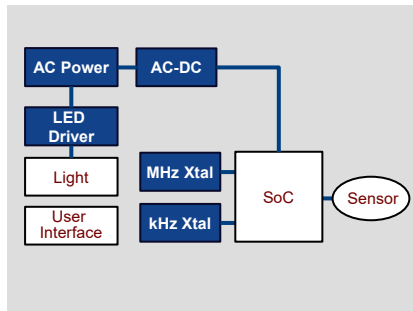 AC Power
AC-DC
LED
Driver
Light
MHz Xtal
SoC
Sensor
User
Interface
kHz Xtal